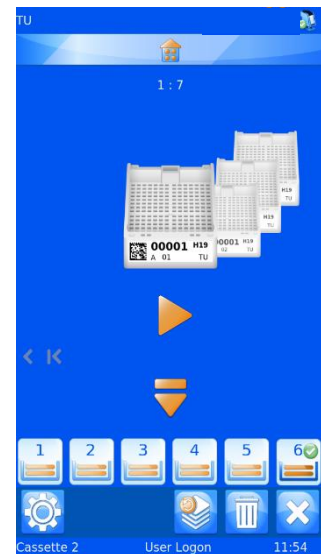 TU
1 : 7
H19
TU
H19
TU
00001 H19
02 TU
00001 H19
A 01 TU
1 2 3 4 5 6
Cassette 2 User Logon 11:54